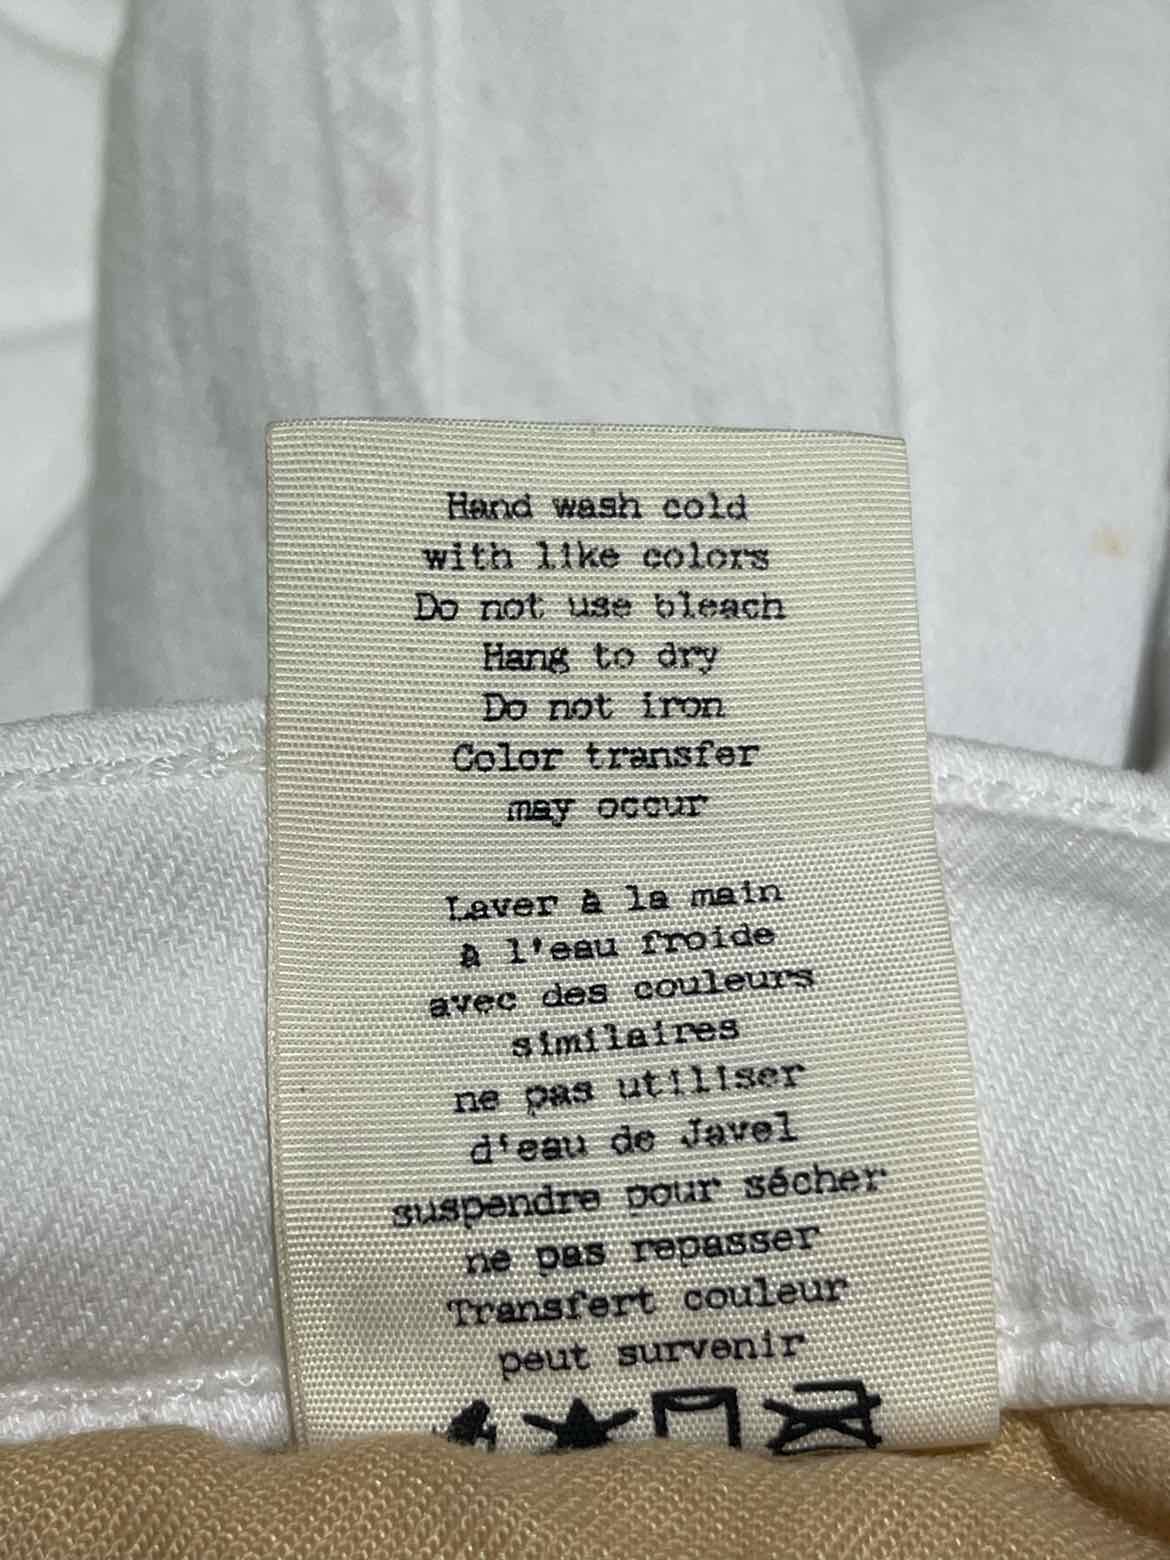 Hand wash cold
with like colors
Do not use bleach
Hang to dry
Do not iron
Color transfer
may occur
Laver à la main
à l'eau froide
avec des couleurs
similaires
ne pas utiliser
d'eau de Javel
suspendre pour sécher
ne pas repasser
Transfert couleur
peut survenir